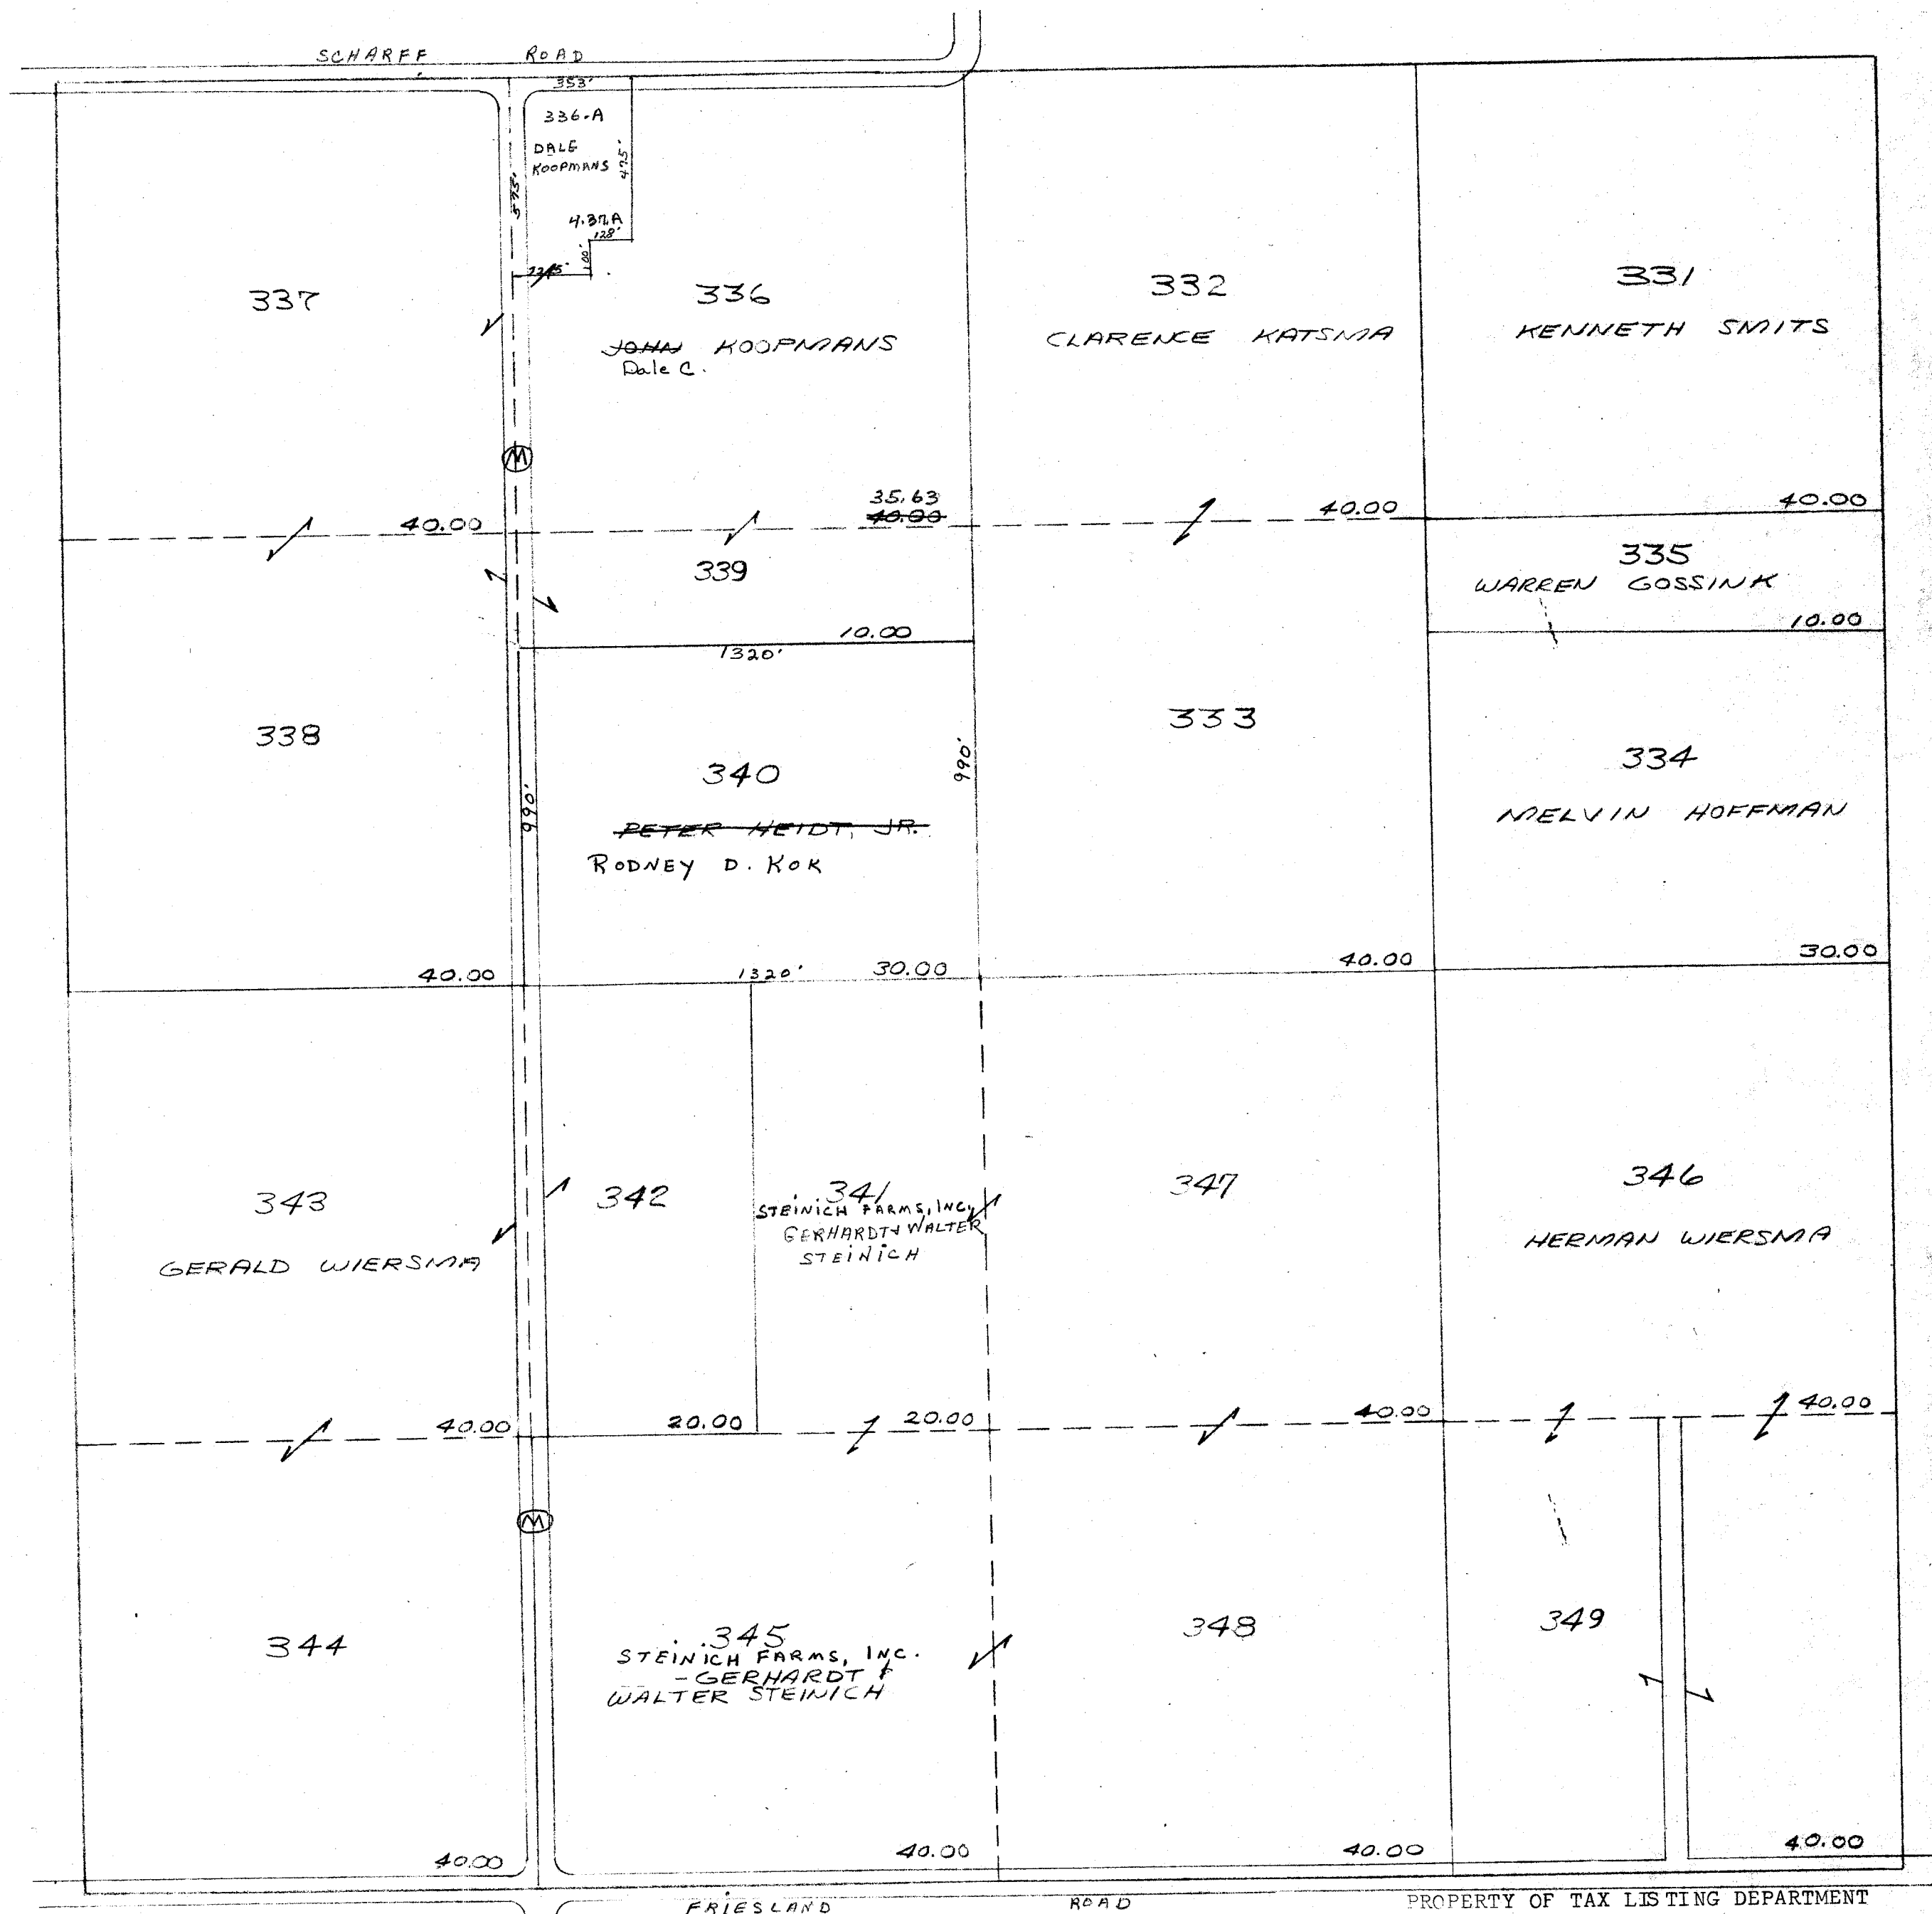 SCHARFF ROAD
353'
336-A
DALE
KOOPMANS
475'
575'
4.37A
128'
100'
337
336
JOHN KOOPMANS
Dale C.
332
CLARENCE KATSMA
331
KENNETH SMITS
M
40.00
35.63
40.00
40.00
40.00
339
10.00
1320'
335
WARREN GOSSINK
10.00
338
990'
340
PETER HEIDT, JR.
RODNEY D. KOK
990'
333
334
MELVIN HOFFMAN
40.00
1320'
30.00
40.00
30.00
343
GERALD WIERSMA
342
341
STEINICH FARMS, INC.
GERHARDT & WALTER
STEINICH
347
346
HERMAN WIERSMA
40.00
20.00
20.00
40.00
40.00
M
344
345
STEINICH FARMS, INC.
-GERHARDT &
WALTER STEINICH
348
349
40.00
40.00
40.00
40.00
FRIESLAND ROAD
PROPERTY OF TAX LISTING DEPARTMENT